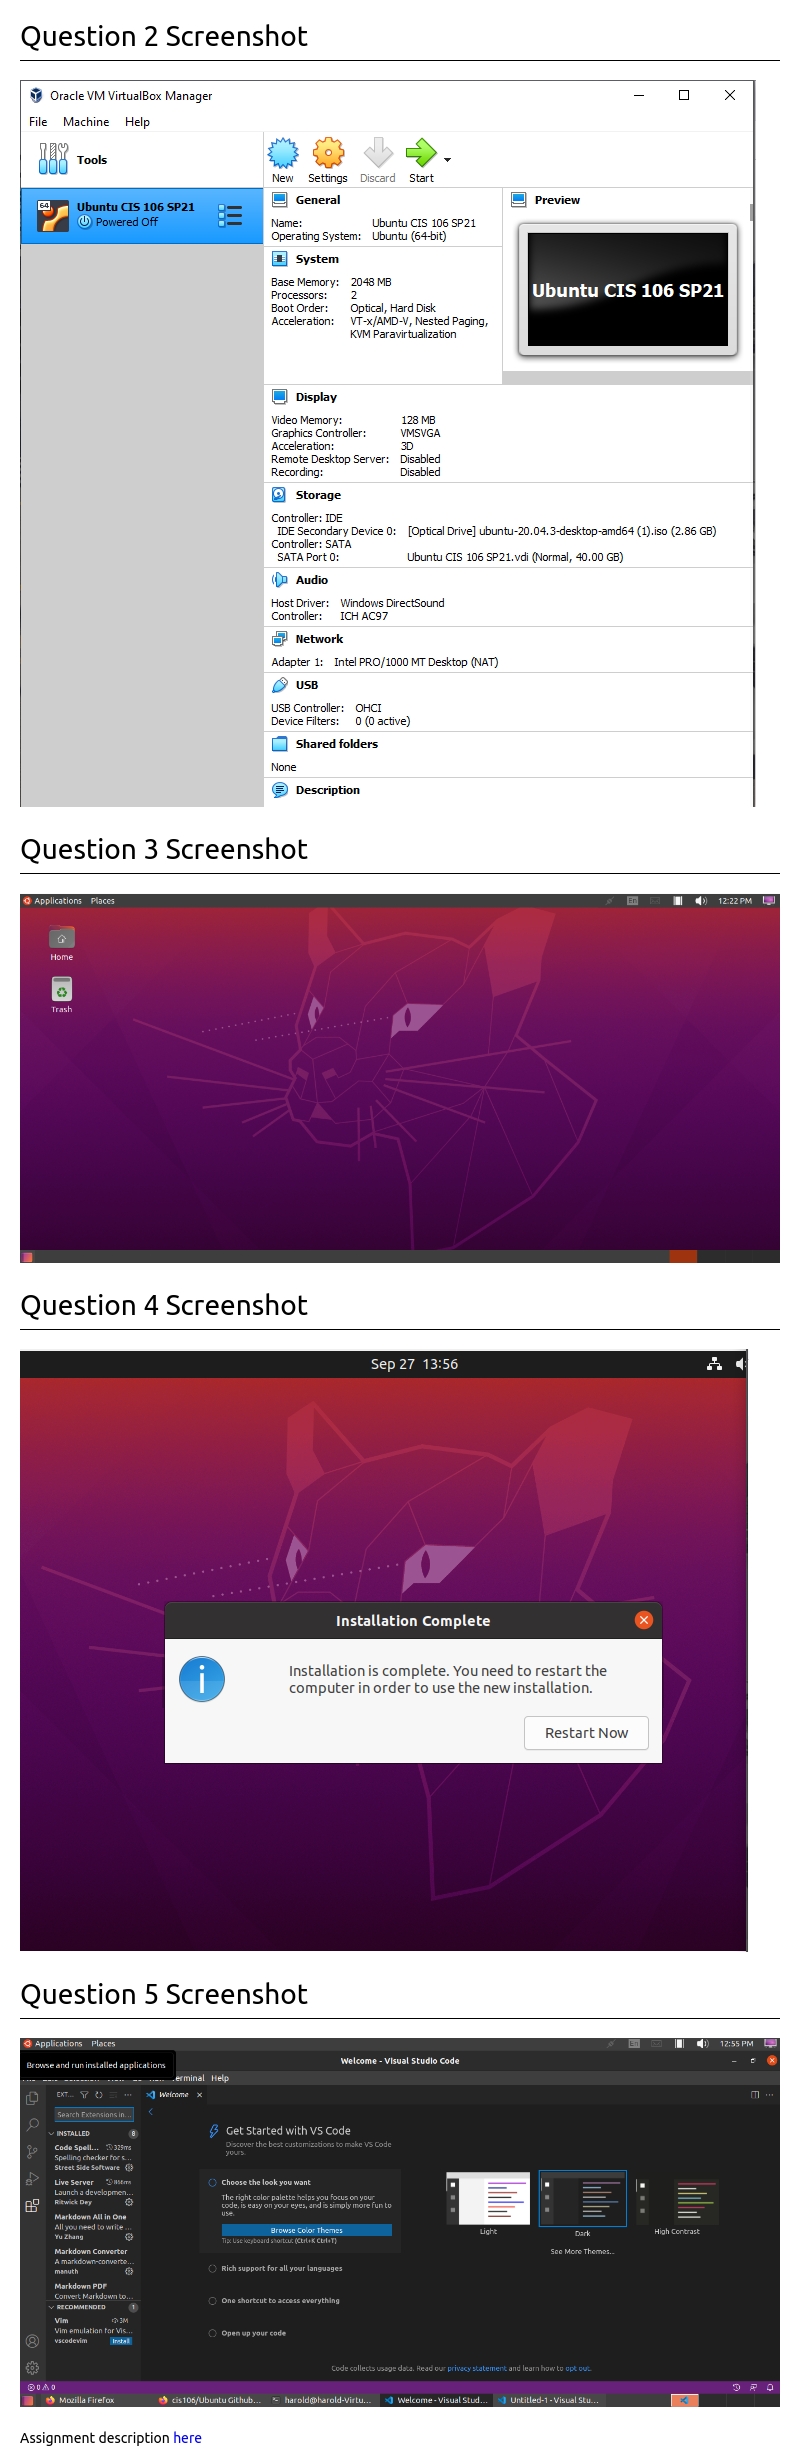 Question 2 Screenshot
Oracle VM VirtualBox Manager
File Machine Help
Tools
New Settings Discard Start
64
Ubuntu CIS 106 SP21
Powered Off
General
Name: Ubuntu CIS 106 SP21
Operating System: Ubuntu (64-bit)
Preview
Ubuntu CIS 106 SP21
System
Base Memory: 2048 MB
Processors: 2
Boot Order: Optical, Hard Disk
Acceleration: VT-x/AMD-V, Nested Paging,
KVM Paravirtualization
Display
Video Memory: 128 MB
Graphics Controller: VMSVGA
Acceleration: 3D
Remote Desktop Server: Disabled
Recording: Disabled
Storage
Controller: IDE
IDE Secondary Device 0: [Optical Drive] ubuntu-20.04.3-desktop-amd64 (1).iso (2.86 GB)
Controller: SATA
SATA Port 0: Ubuntu CIS 106 SP21.vdi (Normal, 40.00 GB)
Audio
Host Driver: Windows DirectSound
Controller: ICH AC97
Network
Adapter 1: Intel PRO/1000 MT Desktop (NAT)
USB
USB Controller: OHCI
Device Filters: 0 (0 active)
Shared folders
None
Description
Question 3 Screenshot
Applications Places En 12:22 PM
Home
Trash
Question 4 Screenshot
Sep 27 13:56
Installation Complete
Installation is complete. You need to restart the
computer in order to use the new installation.
Restart Now
Question 5 Screenshot
Applications Places En 12:55 PM
Browse and run installed applications
Welcome - Visual Studio Code
Terminal Help
EXT... Welcome
Search Extensions in...
INSTALLED 8
Code Spell... 329ms
Spelling checker for s...
Street Side Software
Live Server 866ms
Launch a developmen...
Ritwick Dey
Markdown All in One
All you need to write ...
Yu Zhang
Markdown Converter
A markdown-converte...
manuth
Markdown PDF
Convert Markdown to...
RECOMMENDED 1
Vim 3M
Vim emulation for Vis...
vscodevim Install
Get Started with VS Code
Discover the best customizations to make VS Code
yours.
Choose the look you want
The right color palette helps you focus on your
code, is easy on your eyes, and is simply more fun to
use.
Browse Color Themes
Tip: Use keyboard shortcut (Ctrl+K Ctrl+T)
Rich support for all your languages
One shortcut to access everything
Open up your code
Light Dark High Contrast
See More Themes...
Code collects usage data. Read our privacy statement and learn how to opt out.
0 0
Mozilla Firefox cis106/Ubuntu Github... harold@harold-Virtu... Welcome - Visual Stud... Untitled-1 - Visual Stu...
Assignment description here